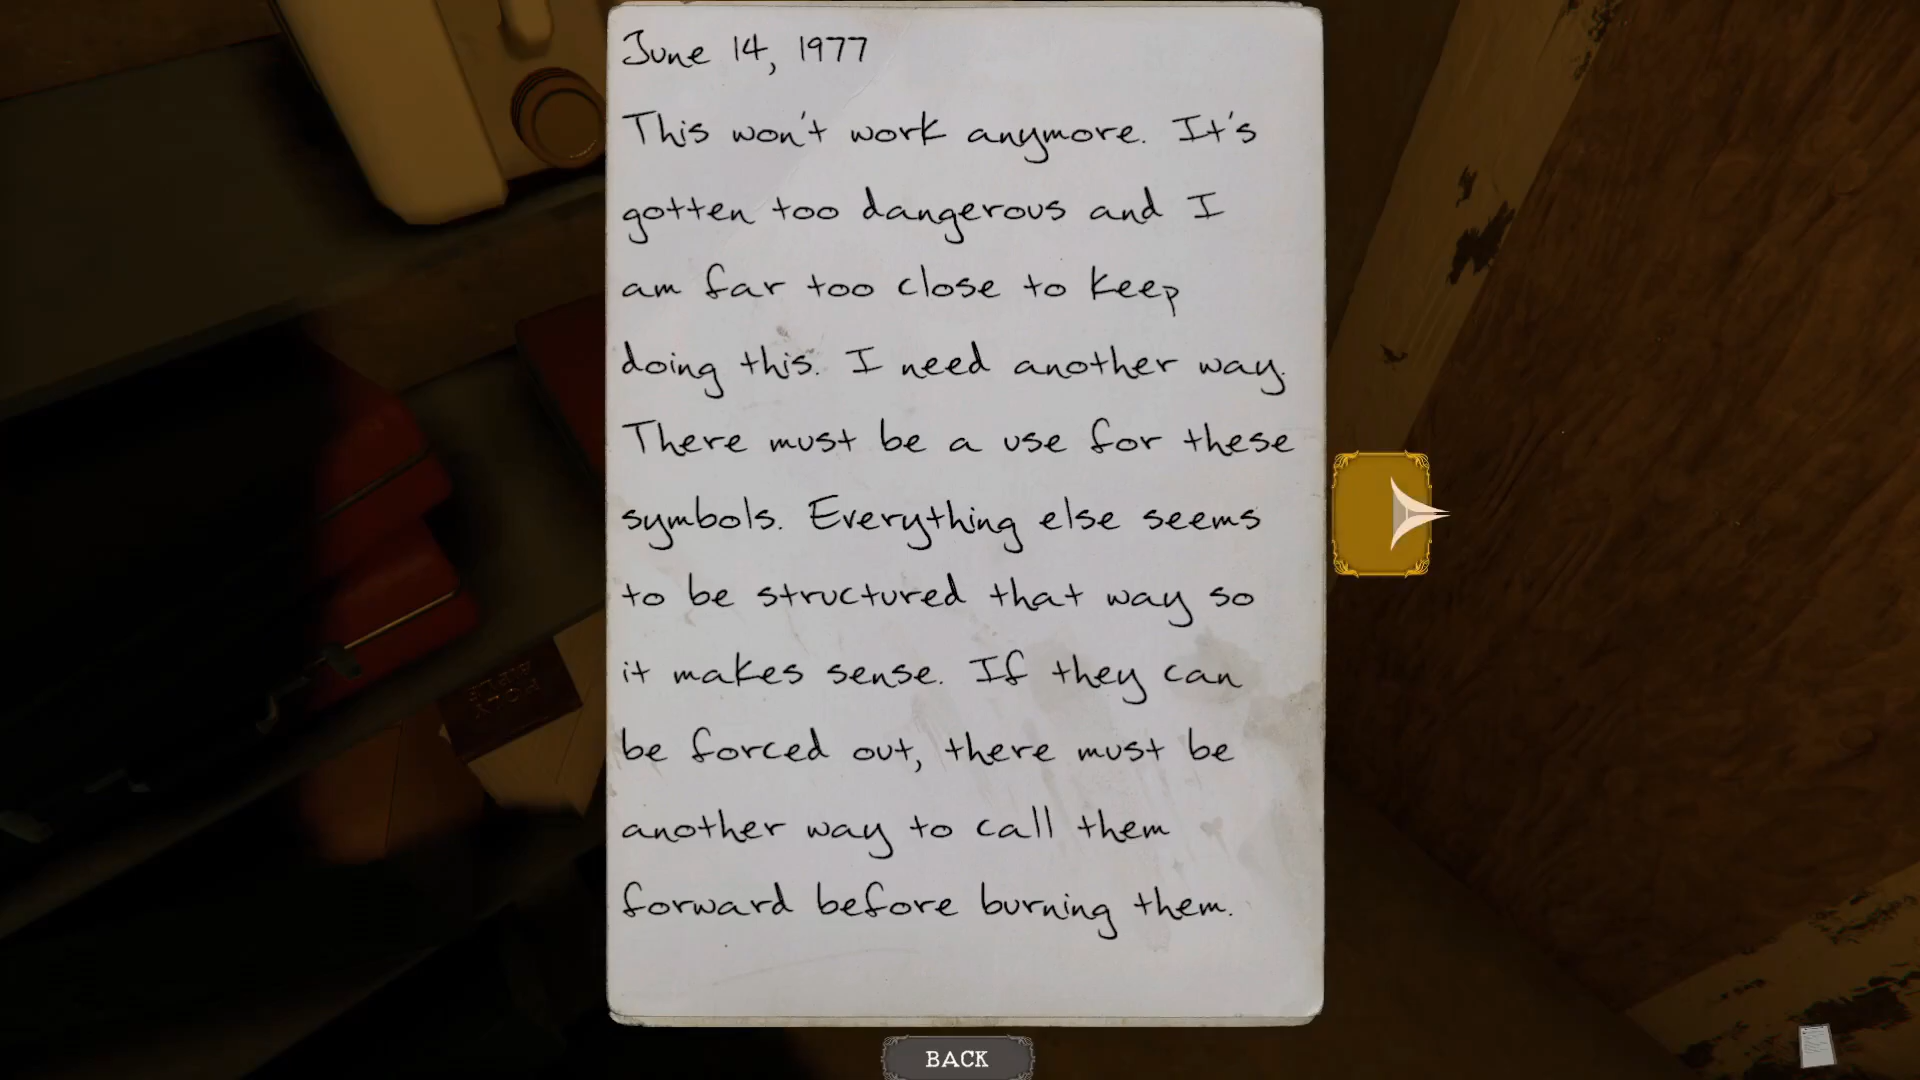 June 14, 1977
This won't work anymore. It's
gotten too dangerous and I
am far too close to keep
doing this. I need another way.
There must be a use for these
symbols. Everything else seems
to be structured that way so
it makes sense. If they can
be forced out, there must be
another way to call them
forward before burning them.
BACK